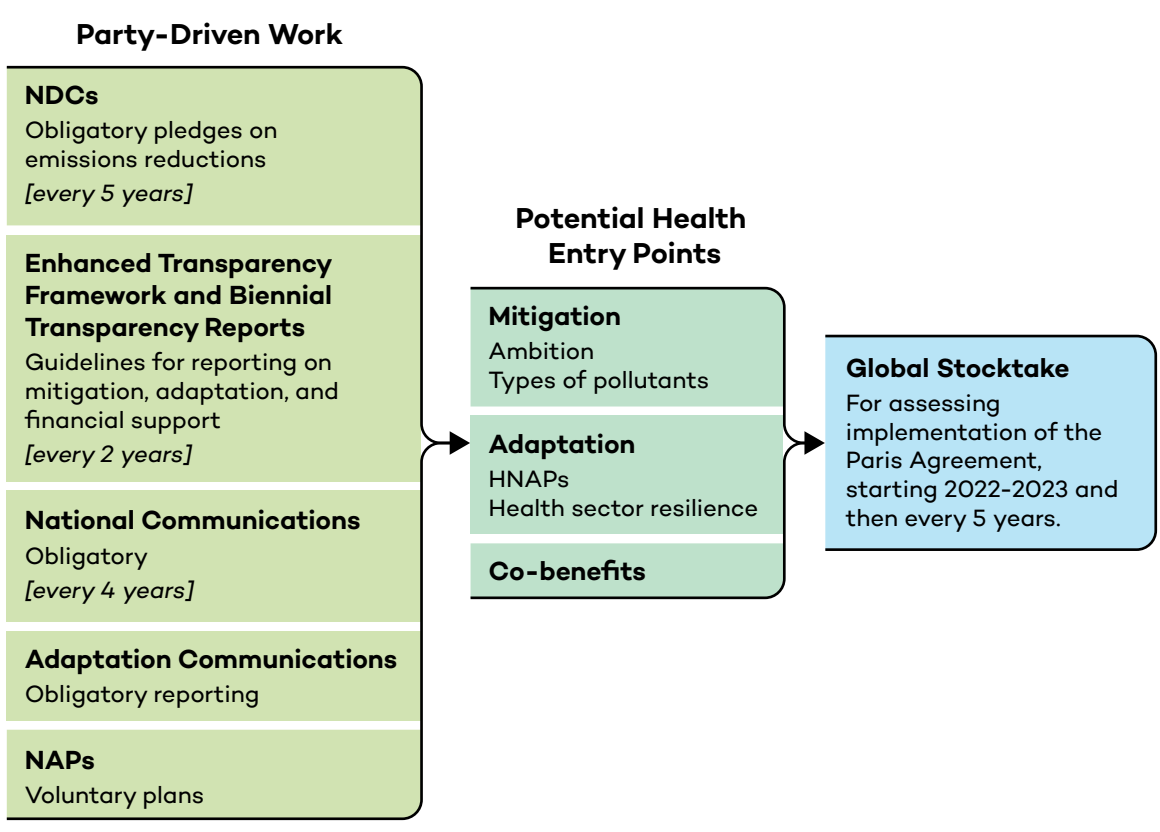 Party-Driven Work
NDCs
Obligatory pledges on
emissions reductions
[every 5 years]
Enhanced Transparency
Framework and Biennial
Transparency Reports
Guidelines for reporting on
mitigation, adaptation, and
financial support
[every 2 years]
National Communications
Obligatory
[every 4 years]
Adaptation Communications
Obligatory reporting
NAPs
Voluntary plans
Potential Health
Entry Points
Mitigation
Ambition
Types of pollutants
Adaptation
HNAPs
Health sector resilience
Co-benefits
Global Stocktake
For assessing
implementation of the
Paris Agreement,
starting 2022-2023 and
then every 5 years.